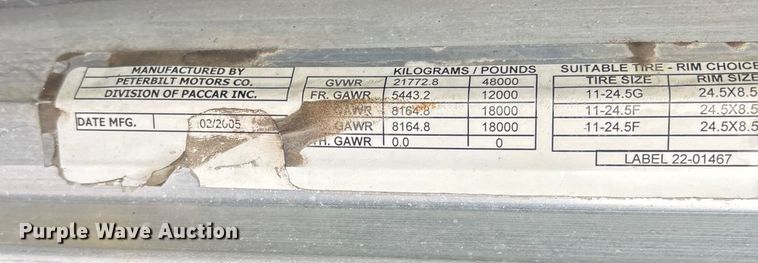 MANUFACTURED BY
PETERBILT MOTORS CO.
DIVISION OF PACCAR INC.
DATE MFG. 02/2005
KILOGRAMS / POUNDS
GVWR 21772.8 48000
FR. GAWR 5443.2 12000
GAWR 8164.8 18000
GAWR 8164.8 18000
TH. GAWR 0.0 0
SUITABLE TIRE - RIM CHOICE
TIRE SIZE RIM SIZE
11-24.5G 24.5X8.5
11-24.5F 24.5X8.5
11-24.5F 24.5X8.5
LABEL 22-01467
Purple Wave Auction